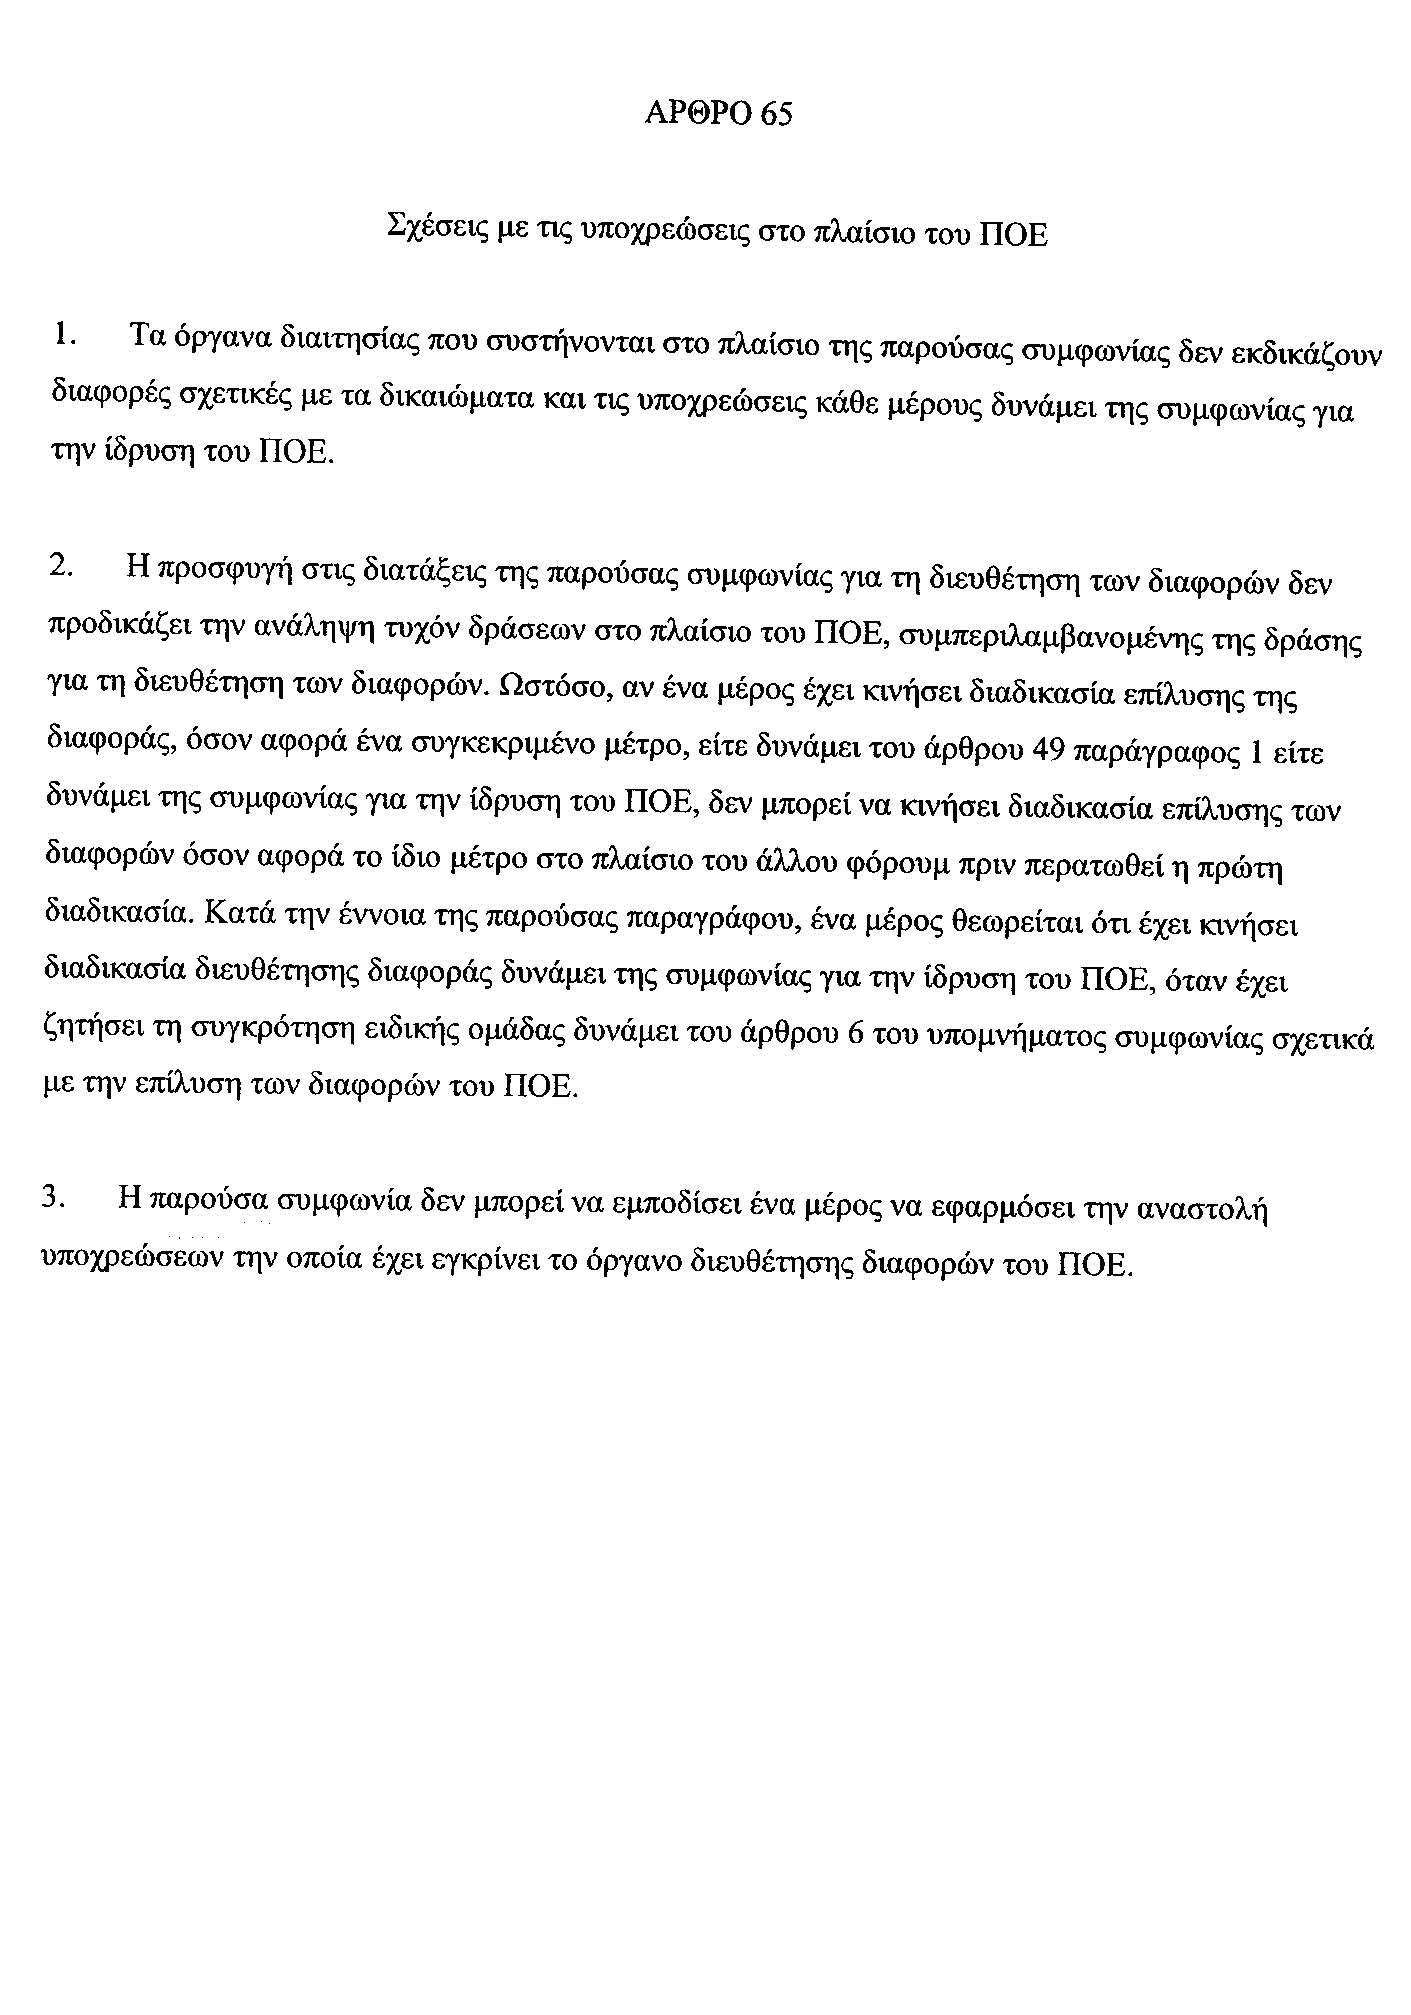 ΑΡΘΡΟ 65
Σχέσεις με τις υποχρεώσεις στο πλαίσιο του ΠΟΕ
1. Τα όργανα διαιτησίας που συστήνονται στο πλαίσιο της παρούσας συμφωνίας δεν εκδικάζουν
διαφορές σχετικές με τα δικαιώματα και τις υποχρεώσεις κάθε μέρους δυνάμει της συμφωνίας για
την ίδρυση του ΠΟΕ.
2. Η προσφυγή στις διατάξεις της παρούσας συμφωνίας για τη διευθέτηση των διαφορών δεν
προδικάζει την ανάληψη τυχόν δράσεων στο πλαίσιο του ΠΟΕ, συμπεριλαμβανομένης της δράσης
για τη διευθέτηση των διαφορών. Ωστόσο, αν ένα μέρος έχει κινήσει διαδικασία επίλυσης της
διαφοράς, όσον αφορά ένα συγκεκριμένο μέτρο, είτε δυνάμει του άρθρου 49 παράγραφος 1 είτε
δυνάμει της συμφωνίας για την ίδρυση του ΠΟΕ, δεν μπορεί να κινήσει διαδικασία επίλυσης των
διαφορών όσον αφορά το ίδιο μέτρο στο πλαίσιο του άλλου φόρουμ πριν περατωθεί η πρώτη
διαδικασία. Κατά την έννοια της παρούσας παραγράφου, ένα μέρος θεωρείται ότι έχει κινήσει
διαδικασία διευθέτησης διαφοράς δυνάμει της συμφωνίας για την ίδρυση του ΠΟΕ, όταν έχει
ζητήσει τη συγκρότηση ειδικής ομάδας δυνάμει του άρθρου 6 του υπομνήματος συμφωνίας σχετικά
με την επίλυση των διαφορών του ΠΟΕ.
3. Η παρούσα συμφωνία δεν μπορεί να εμποδίσει ένα μέρος να εφαρμόσει την αναστολή
υποχρεώσεων την οποία έχει εγκρίνει το όργανο διευθέτησης διαφορών του ΠΟΕ.